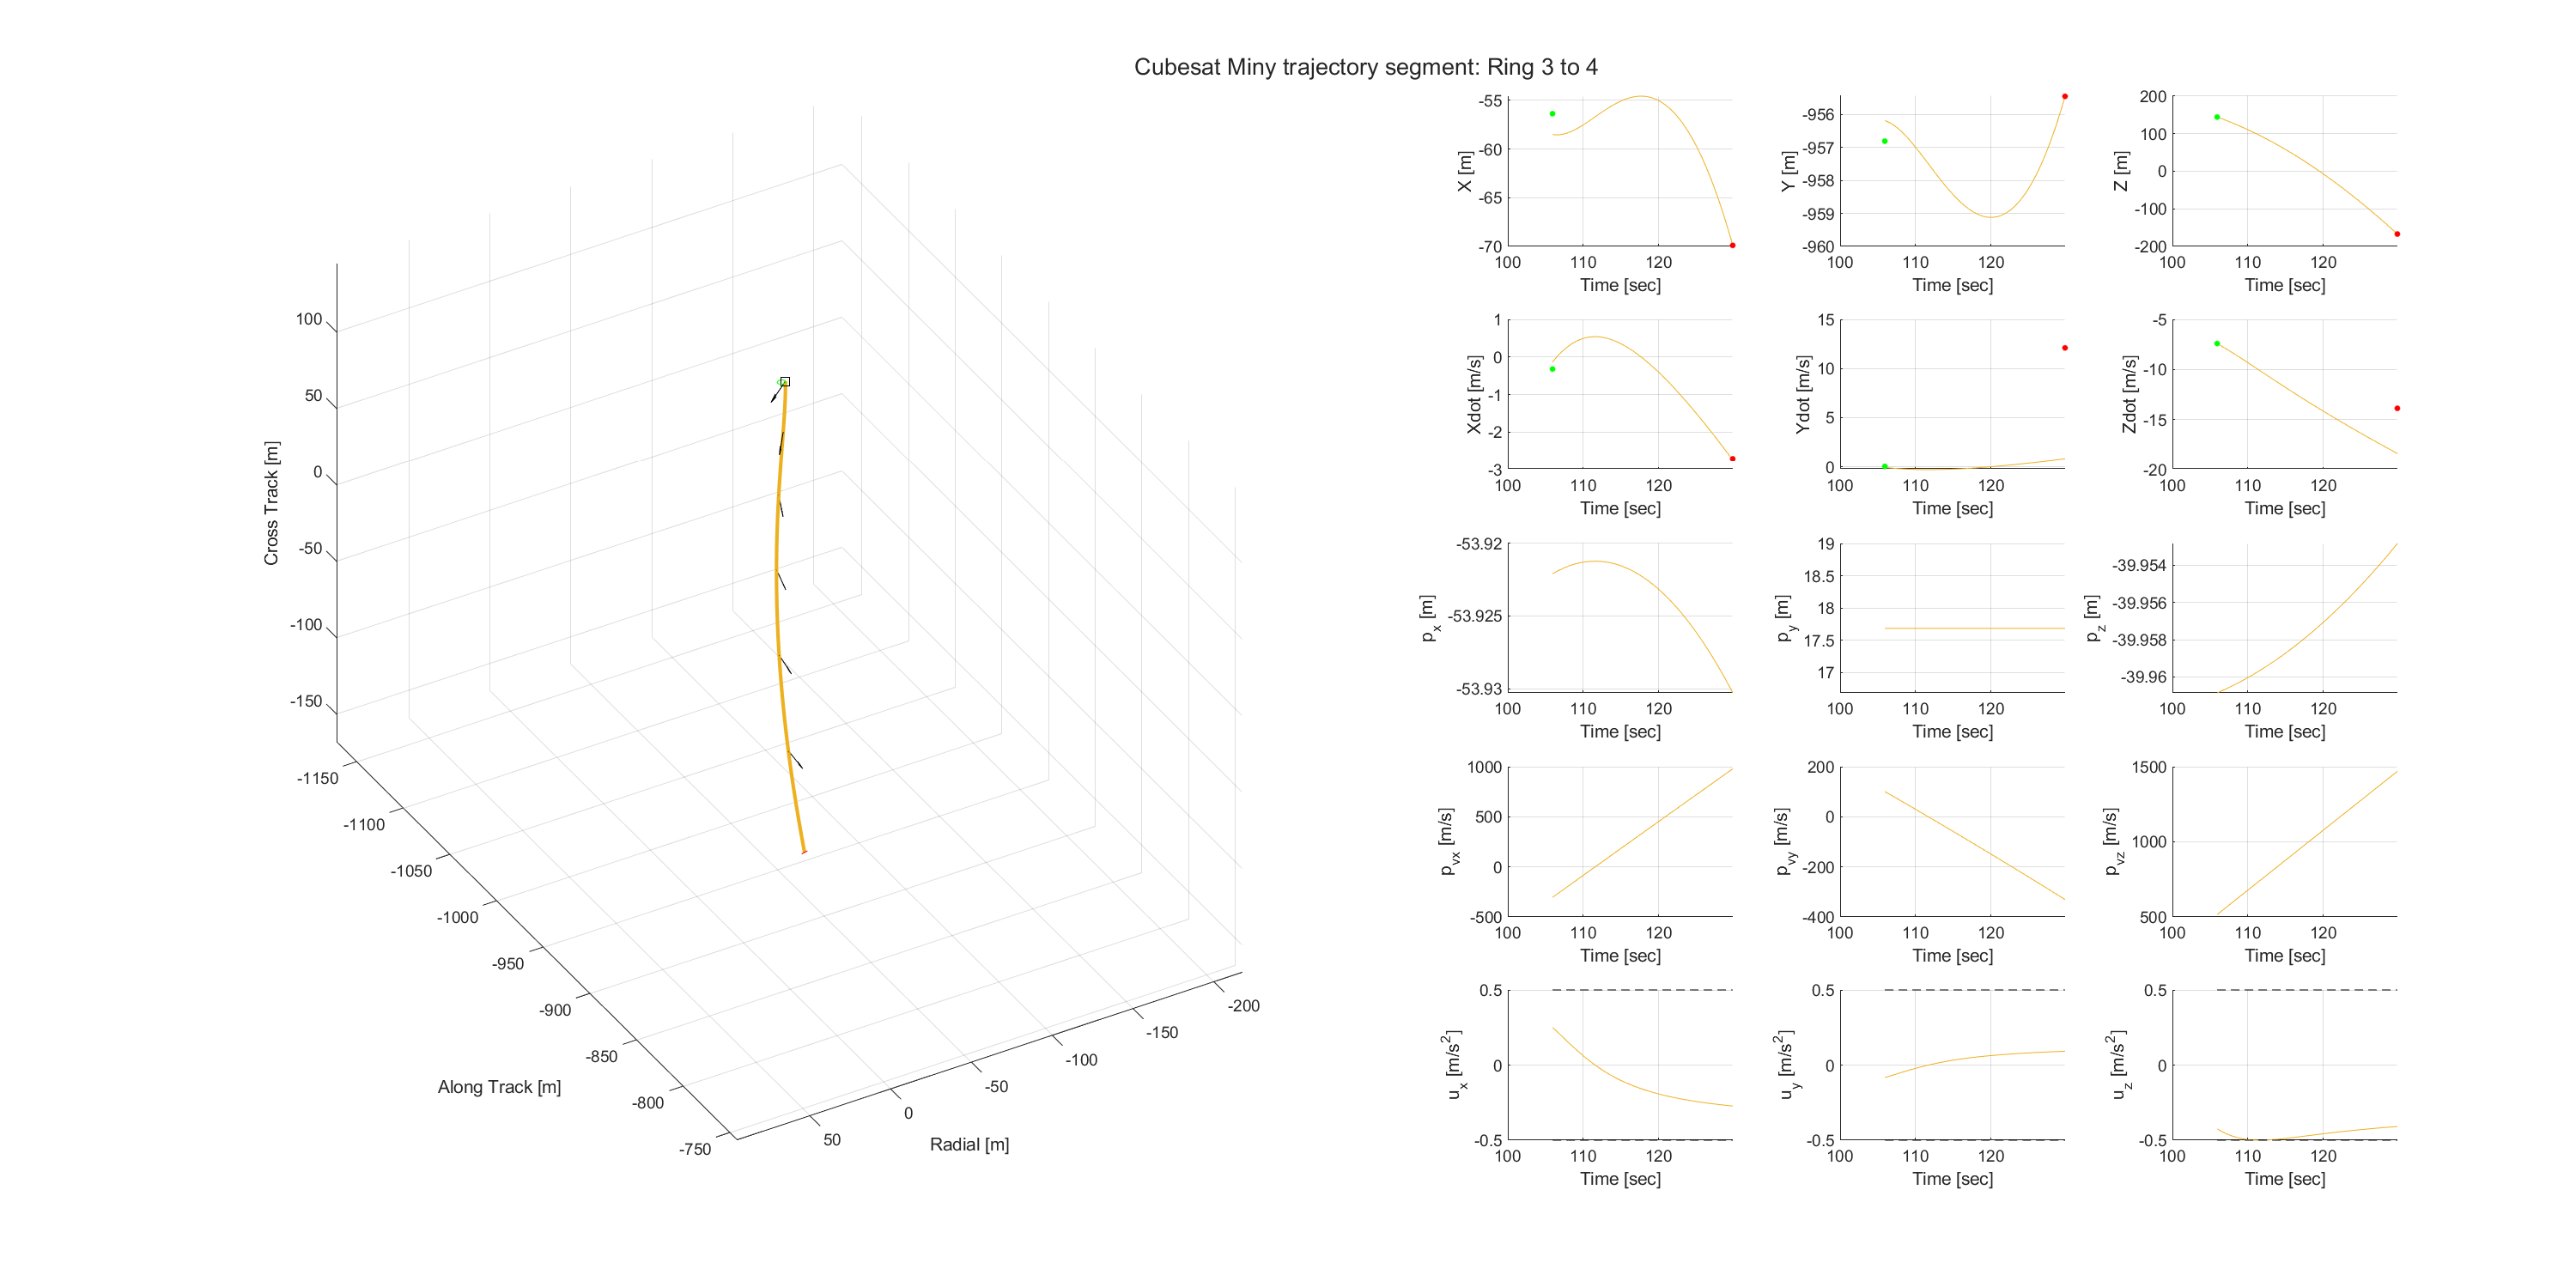 Cubesat Miny trajectory segment: Ring 3 to 4
Cross Track [m]
100
50
0
-50
-100
-150
-1150
-1100
-1050
-1000
-950
-900
-850
-800
-750
Along Track [m]
50
0
-50
-100
-150
-200
Radial [m]
X [m]
-55
-60
-65
-70
100 110 120
Time [sec]
Y [m]
-956
-957
-958
-959
-960
100 110 120
Time [sec]
Z [m]
200
100
0
-100
-200
100 110 120
Time [sec]
Xdot [m/s]
1
0
-1
-2
-3
100 110 120
Time [sec]
Ydot [m/s]
15
10
5
0
100 110 120
Time [sec]
Zdot [m/s]
-5
-10
-15
-20
100 110 120
Time [sec]
p_x [m]
-53.92
-53.925
-53.93
100 110 120
Time [sec]
p_y [m]
19
18.5
18
17.5
17
100 110 120
Time [sec]
p_z [m]
-39.954
-39.956
-39.958
-39.96
100 110 120
Time [sec]
p_vx [m/s]
1000
500
0
-500
100 110 120
Time [sec]
p_vy [m/s]
200
0
-200
-400
100 110 120
Time [sec]
p_vz [m/s]
1500
1000
500
100 110 120
Time [sec]
u_x [m/s²]
0.5
0
-0.5
100 110 120
Time [sec]
u_y [m/s²]
0.5
0
-0.5
100 110 120
Time [sec]
u_z [m/s²]
0.5
0
-0.5
100 110 120
Time [sec]